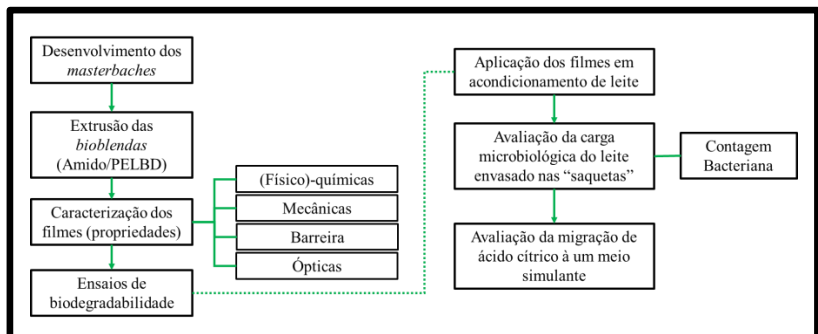 Desenvolvimento dos
masterbaches
Extrusão das
bioblendas
(Amido/PELBD)
Caracterização dos
filmes (propriedades)
(Físico)-químicas
Mecânicas
Barreira
Ópticas
Ensaios de
biodegradabilidade
Aplicação dos filmes em
acondicionamento de leite
Avaliação da carga
microbiológica do leite
envasado nas “saquetas”
Contagem
Bacteriana
Avaliação da migração de
ácido cítrico à um meio
simulante